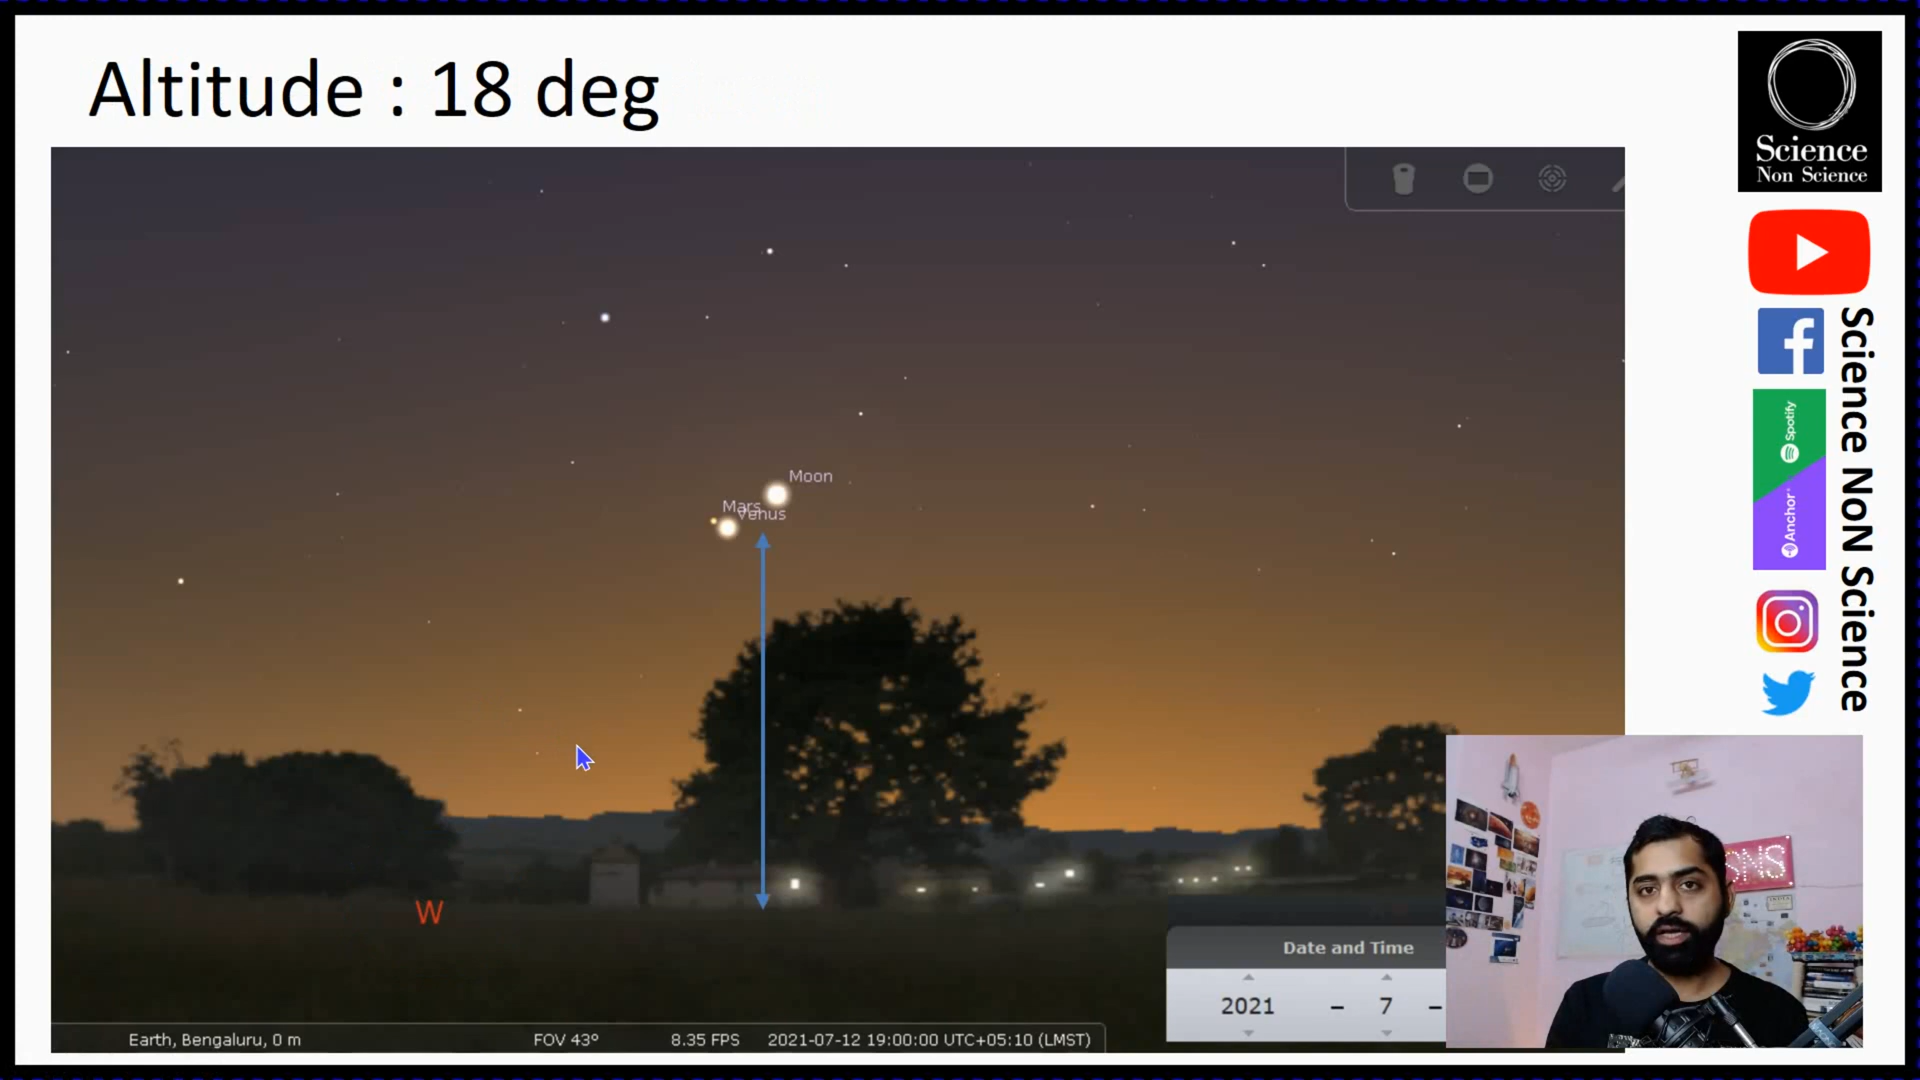 Altitude : 18 deg
Science
Non Science
Moon
Mars
Venus
Spotify
Anchor
Science NoN Science
W
SNS
Date and Time
2021 - 7 -
Earth, Bengaluru, 0 m
FOV 43°
8.35 FPS
2021-07-12 19:00:00 UTC+05:10 (LMST)